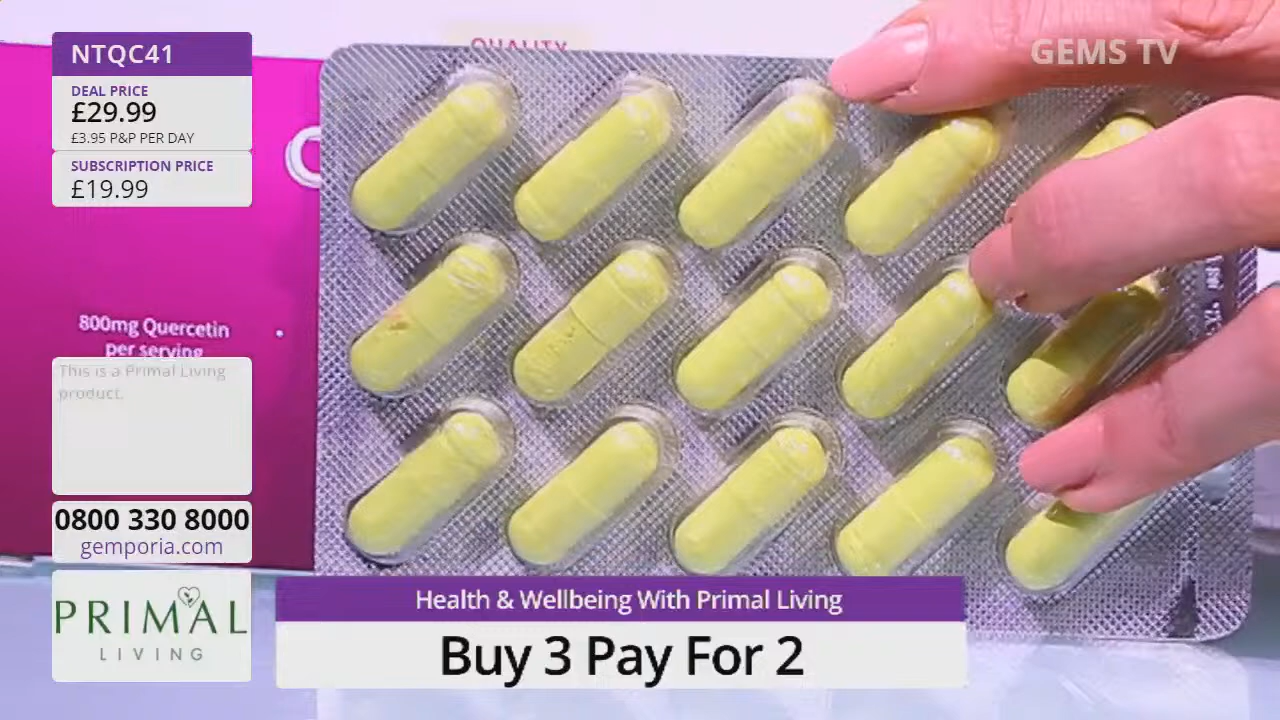 NTQC41
DEAL PRICE
£29.99
£3.95 P&P PER DAY
SUBSCRIPTION PRICE
£19.99
QUALITY
GEMS TV
800mg Quercetin
per serving
This is a Primal Living
product.
0800 330 8000
gemporia.com
PRIMAL
LIVING
Health & Wellbeing With Primal Living
Buy 3 Pay For 2